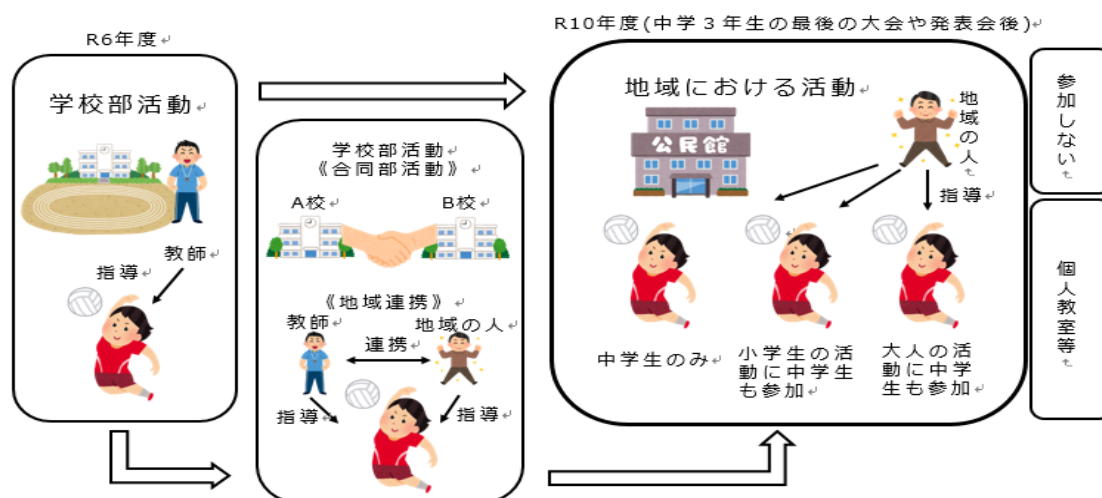 R6年度
学校部活動
教師
指導
学校部活動
《合同部活動》
A校
B校
《地域連携》
教師
地域の人
連携
指導
指導
R10年度(中学3年生の最後の大会や発表会後)
地域における活動
公民館
地域の人
指導
中学生のみ
小学生の活
動に中学生
も参加
大人の活
動に中学
生も参加
参加しない
個人教室等